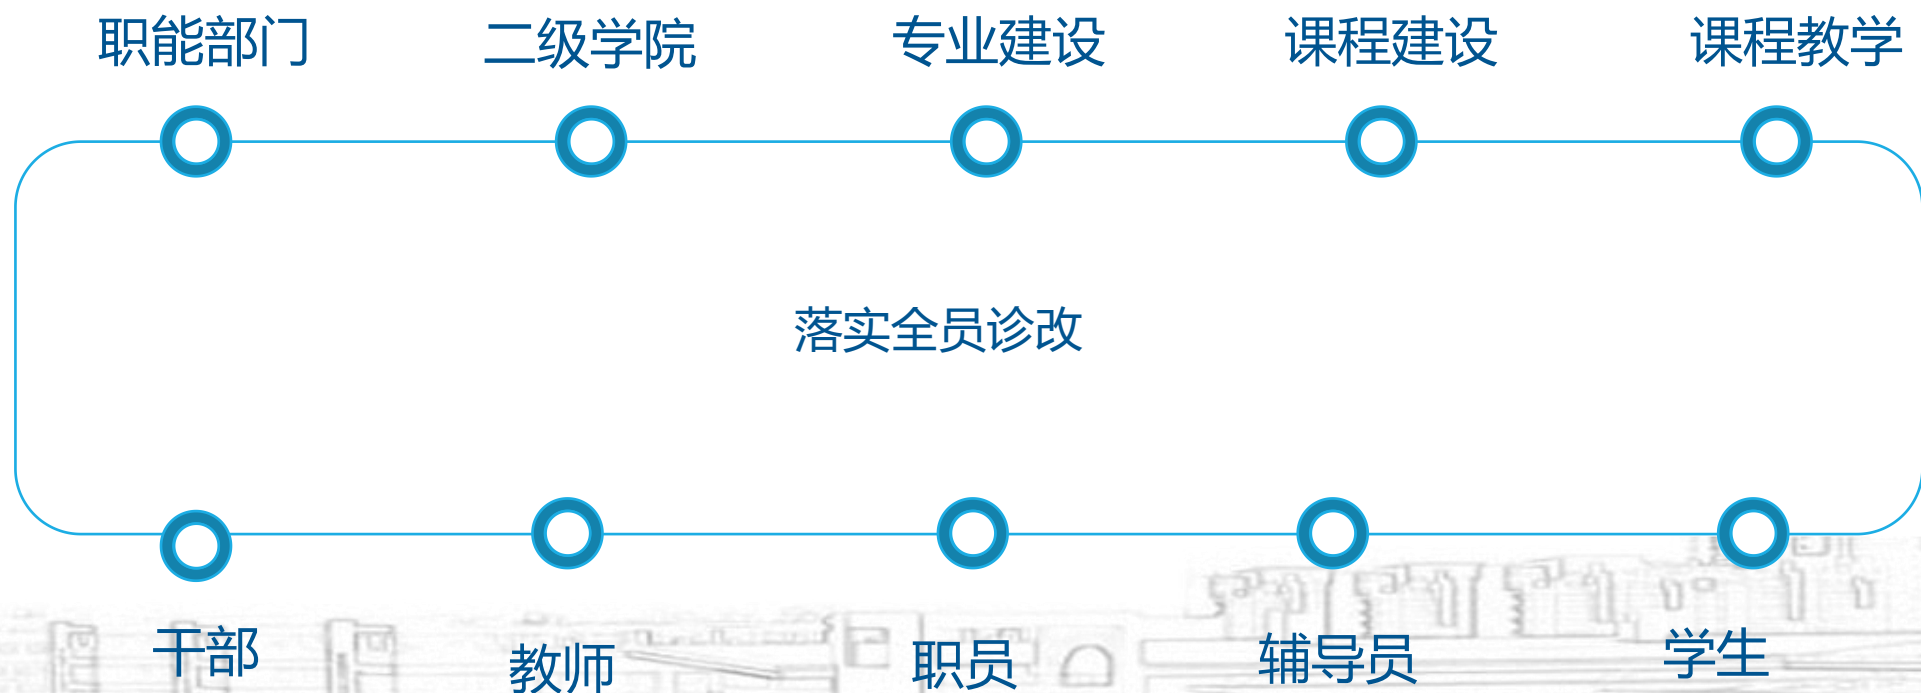 职能部门
二级学院
专业建设
课程建设
课程教学
落实全员诊改
干部
教师
职员
辅导员
学生